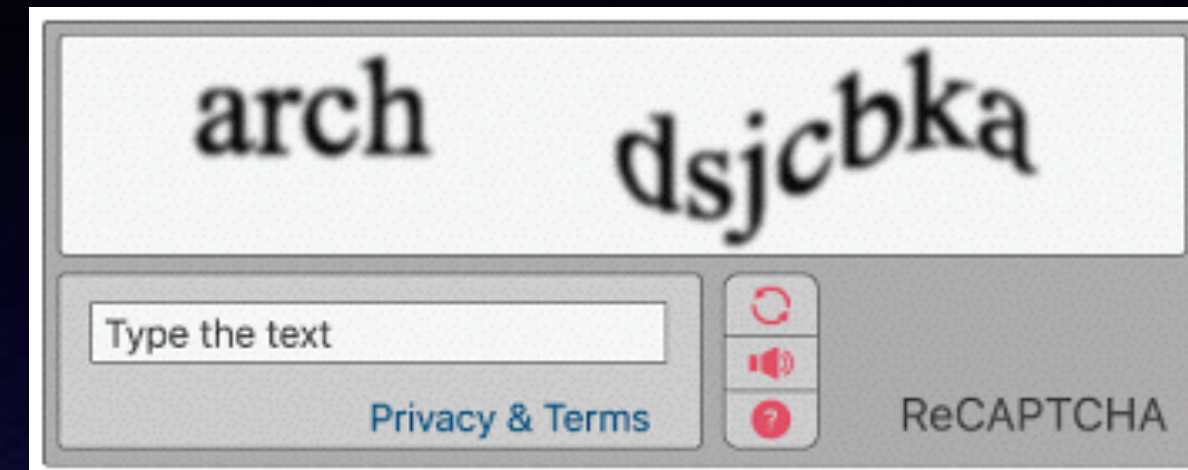 arch dsjcbka
Type the text
Privacy & Terms
?
ReCAPTCHA